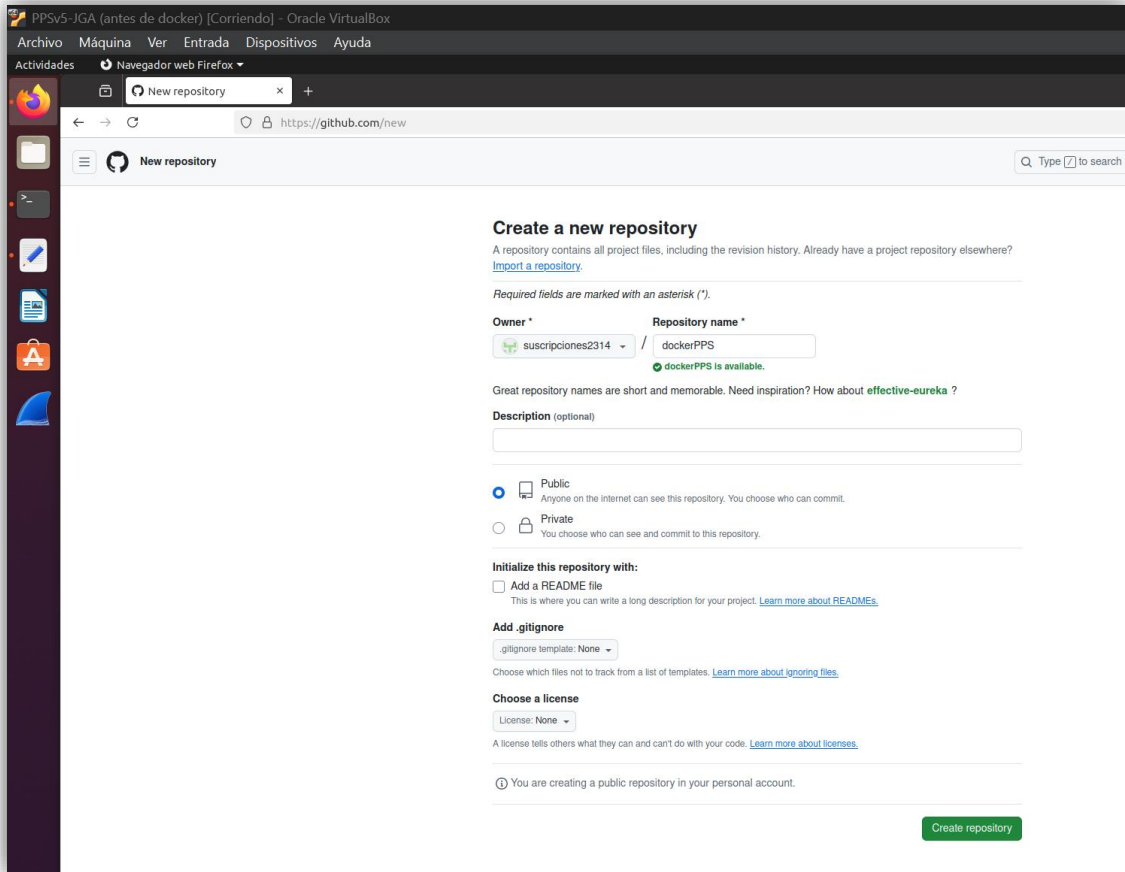 PPSv5-JGA (antes de docker) [Corriendo] - Oracle VirtualBox
Archivo Máquina Ver Entrada Dispositivos Ayuda
Actividades Navegador web Firefox
New repository × +
https://github.com/new
New repository
Type / to search
Create a new repository
A repository contains all project files, including the revision history. Already have a project repository elsewhere?
Import a repository.
Required fields are marked with an asterisk (*).
Owner * Repository name *
suscripciones2314 / dockerPPS
dockerPPS is available.
Great repository names are short and memorable. Need inspiration? How about effective-eureka ?
Description (optional)
Public
Anyone on the internet can see this repository. You choose who can commit.
Private
You choose who can see and commit to this repository.
Initialize this repository with:
Add a README file
This is where you can write a long description for your project. Learn more about READMEs.
Add .gitignore
.gitignore template: None
Choose which files not to track from a list of templates. Learn more about ignoring files.
Choose a license
License: None
A license tells others what they can and can't do with your code. Learn more about licenses.
You are creating a public repository in your personal account.
Create repository